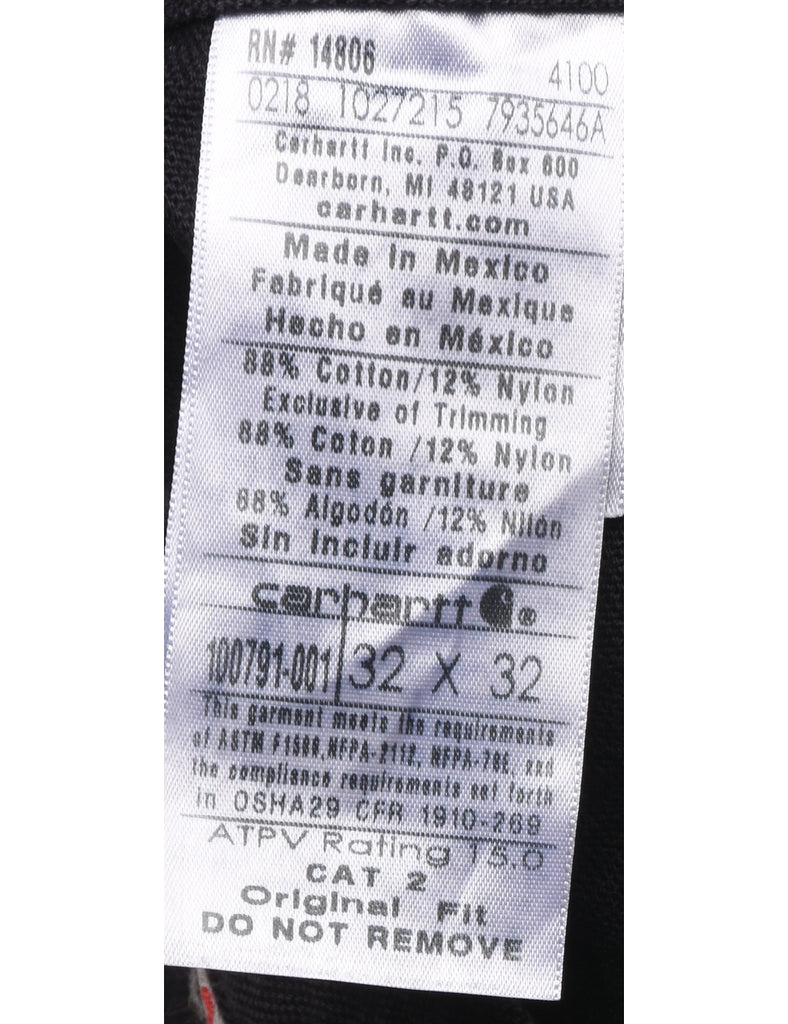 RN# 14806
4100
0218 1027215 7935646A
Carhartt Inc. P.O. Box 600
Dearborn, MI 48121 USA
carhartt.com
Made in Mexico
Fabriqué au Mexique
Hecho en México
88% Cotton/12% Nylon
Exclusive of Trimming
88% Coton /12% Nylon
Sans garniture
88% Algodón /12% Nilón
Sin incluir adorno
carhartt ®
100791-001 32 X 32
This garment meets the requirements
of ASTM F1506, NFPA-2112, NFPA-70E, and
the compliance requirements set forth
in OSHA29 CFR 1910-269
ATPV Rating 15.0
CAT 2
Original Fit
DO NOT REMOVE